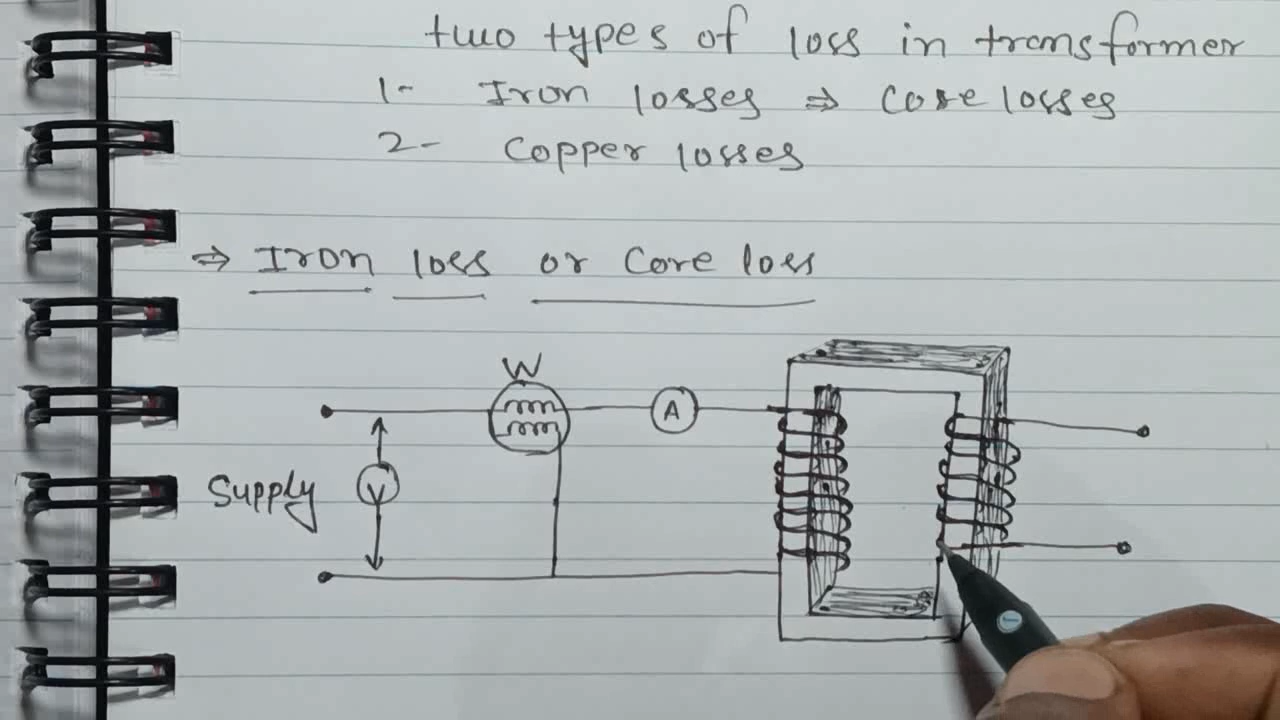 two types of loss in transformer
1- Iron losses ⇒ Core losses
2- Copper losses
⇒ Iron loss or Core loss
W
A
Supply V